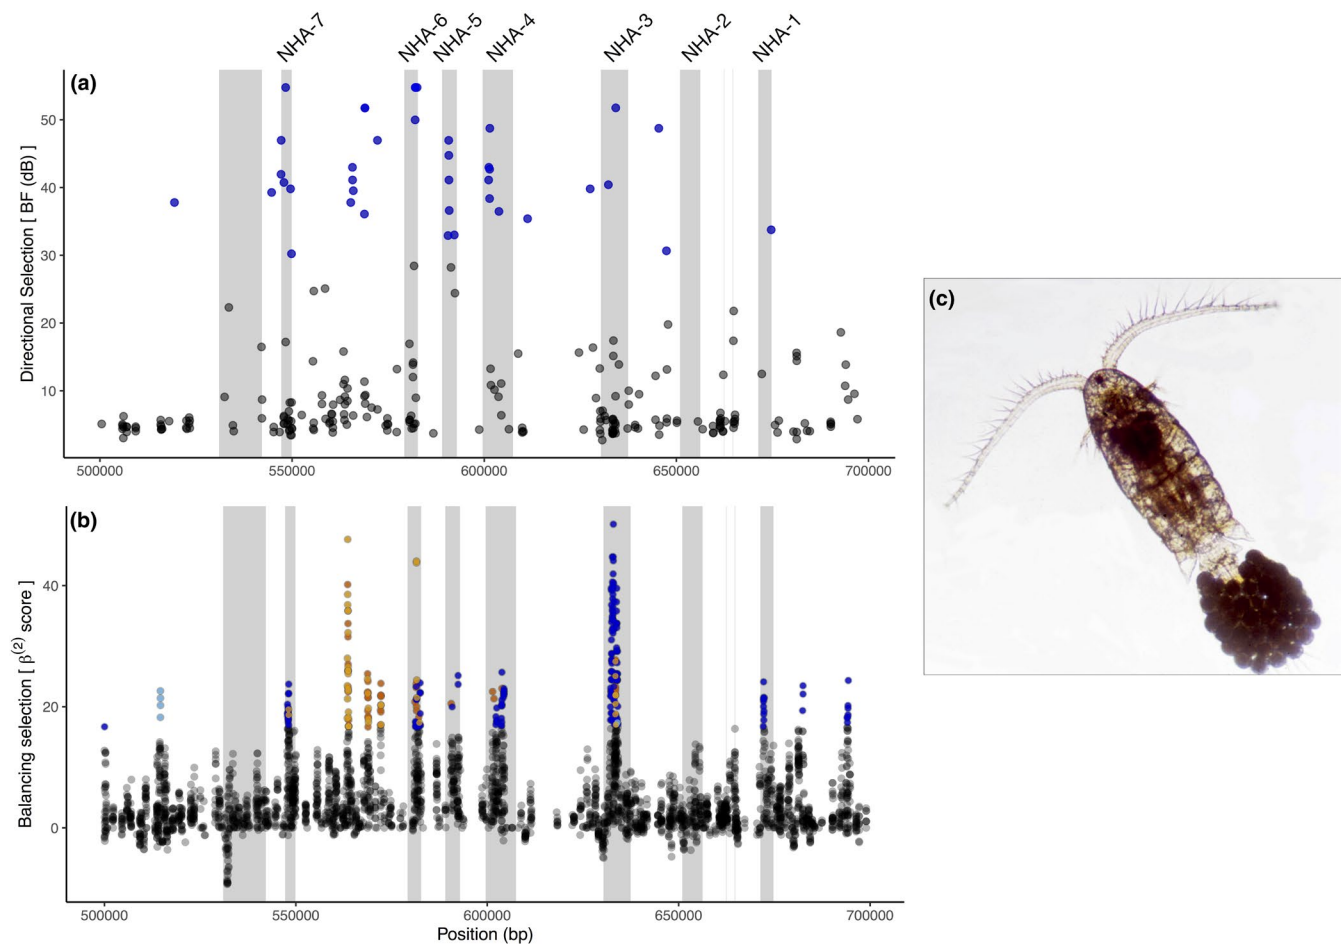 NHA-7 NHA-6 NHA-5 NHA-4 NHA-3 NHA-2 NHA-1
(a)
Directional Selection [ BF (dB) ]
50
40
30
20
10
500000 550000 600000 650000 700000
(b)
Balancing selection [ β(2) score ]
40
20
0
500000 550000 600000 650000 700000
Position (bp)
(c)